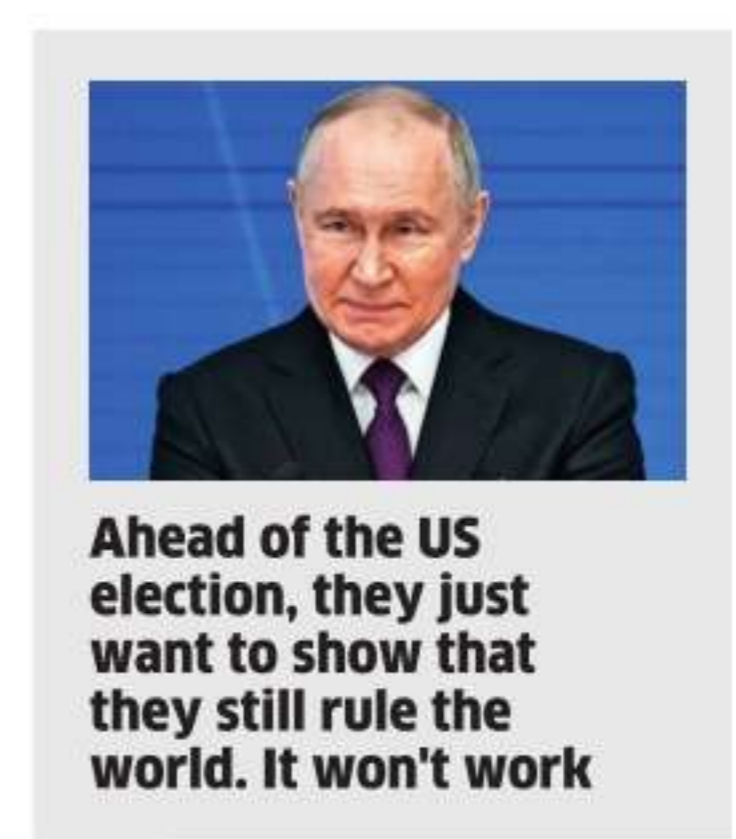 Ahead of the US
election, they just
want to show that
they still rule the
world. It won't work